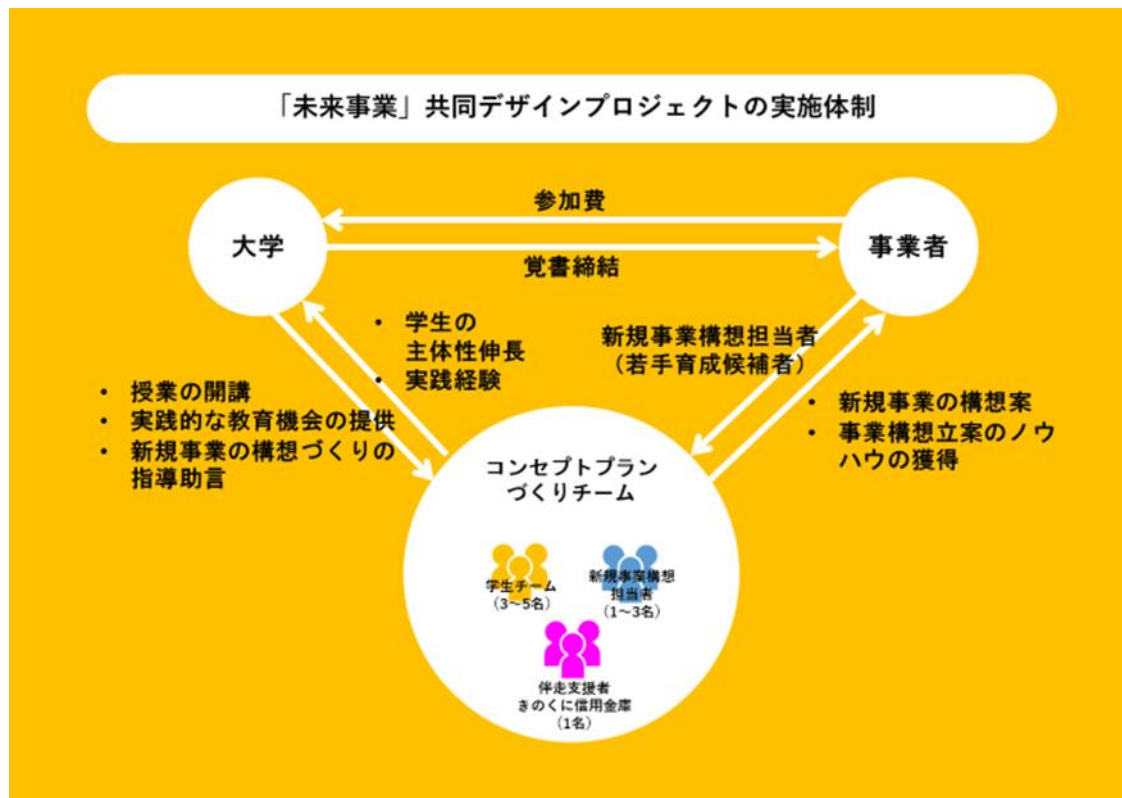 「未来事業」共同デザインプロジェクトの実施体制
参加費
大学
事業者
覚書締結
• 学生の
主体性伸長
• 実践経験
新規事業構想担当者
（若手育成候補者）
• 授業の開講
• 実践的な教育機会の提供
• 新規事業の構想づくりの
指導助言
• 新規事業の構想案
• 事業構想立案のノウ
ハウの獲得
コンセプトプラン
づくりチーム
学生チーム
（3～5名）
新規事業構想
担当者
（1～3名）
伴走支援者
きのくに信用金庫
（1名）